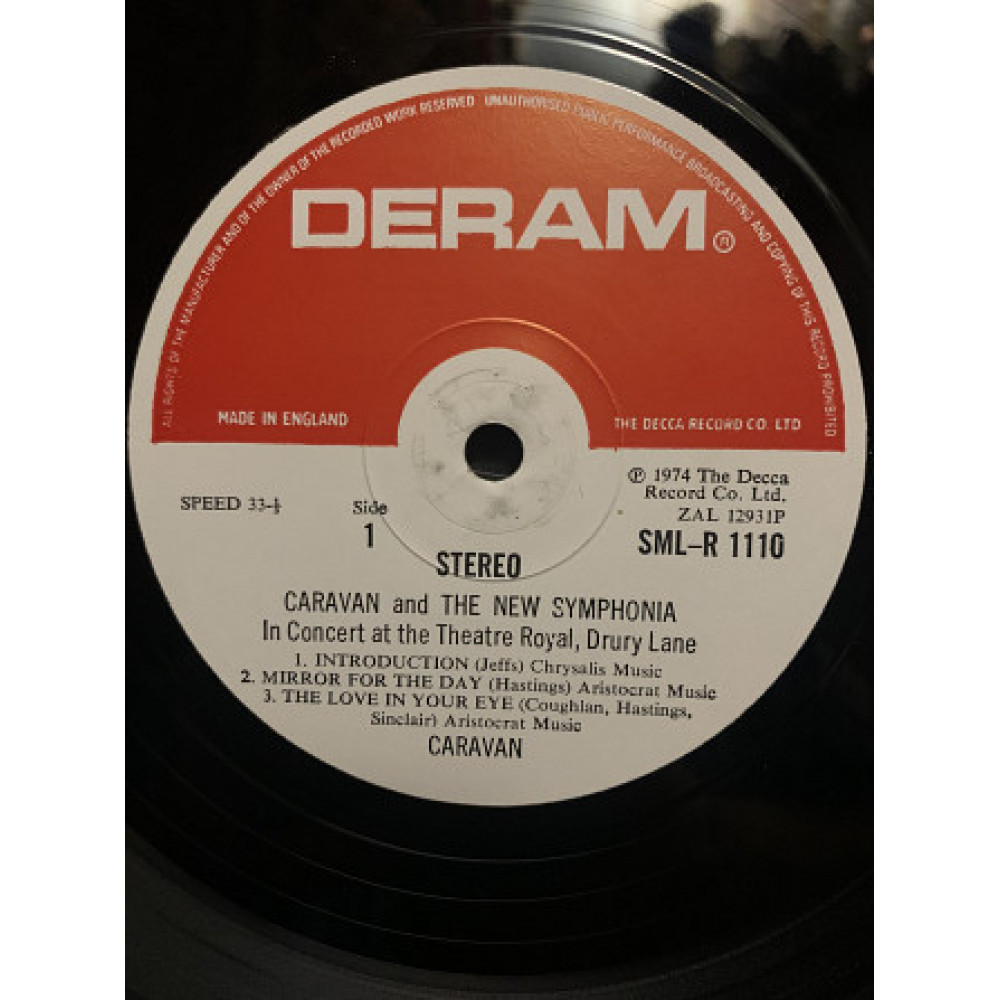 ALL RIGHTS OF THE MANUFACTURER AND OF THE OWNER OF THE RECORDED WORK RESERVED UNAUTHORISED PUBLIC PERFORMANCE BROADCASTING AND COPYING OF THIS RECORD PROHIBITED
DERAM®
MADE IN ENGLAND
THE DECCA RECORD CO. LTD
℗ 1974 The Decca
Record Co. Ltd.
SPEED 33-⅓
Side
1
ZAL 12931P
SML-R 1110
STEREO
CARAVAN and THE NEW SYMPHONIA
In Concert at the Theatre Royal, Drury Lane
1. INTRODUCTION (Jeffs) Chrysalis Music
2. MIRROR FOR THE DAY (Hastings) Aristocrat Music
3. THE LOVE IN YOUR EYE (Coughlan, Hastings,
Sinclair) Aristocrat Music
CARAVAN